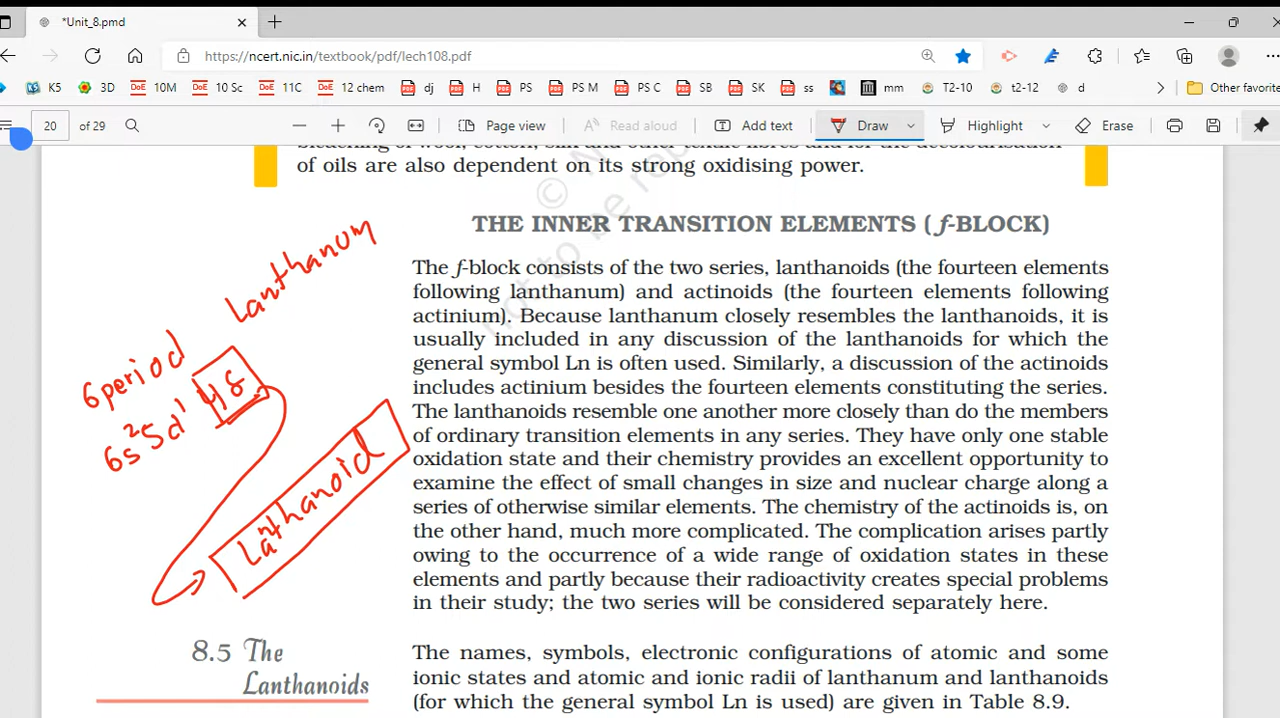 *Unit_8.pmd
https://ncert.nic.in/textbook/pdf/lech108.pdf
K5 3D DoE 10M DoE 10 Sc DoE 11C DoE 12 chem PDF dj PDF H PDF PS PDF PS M PDF PS C PDF SB PDF SK PDF ss mm T2-10 t2-12 d Other favorite
20 of 29 Page view Read aloud Add text Draw Highlight Erase
of oils are also dependent on its strong oxidising power.
THE INNER TRANSITION ELEMENTS ( f-BLOCK)
The f-block consists of the two series, lanthanoids (the fourteen elements
following lanthanum) and actinoids (the fourteen elements following
actinium). Because lanthanum closely resembles the lanthanoids, it is
usually included in any discussion of the lanthanoids for which the
general symbol Ln is often used. Similarly, a discussion of the actinoids
includes actinium besides the fourteen elements constituting the series.
The lanthanoids resemble one another more closely than do the members
of ordinary transition elements in any series. They have only one stable
oxidation state and their chemistry provides an excellent opportunity to
examine the effect of small changes in size and nuclear charge along a
series of otherwise similar elements. The chemistry of the actinoids is, on
the other hand, much more complicated. The complication arises partly
owing to the occurrence of a wide range of oxidation states in these
elements and partly because their radioactivity creates special problems
in their study; the two series will be considered separately here.
Lanthanum
6period
6s² 5d¹
Lanthanoid
8.5 The
Lanthanoids
The names, symbols, electronic configurations of atomic and some
ionic states and atomic and ionic radii of lanthanum and lanthanoids
(for which the general symbol Ln is used) are given in Table 8.9.